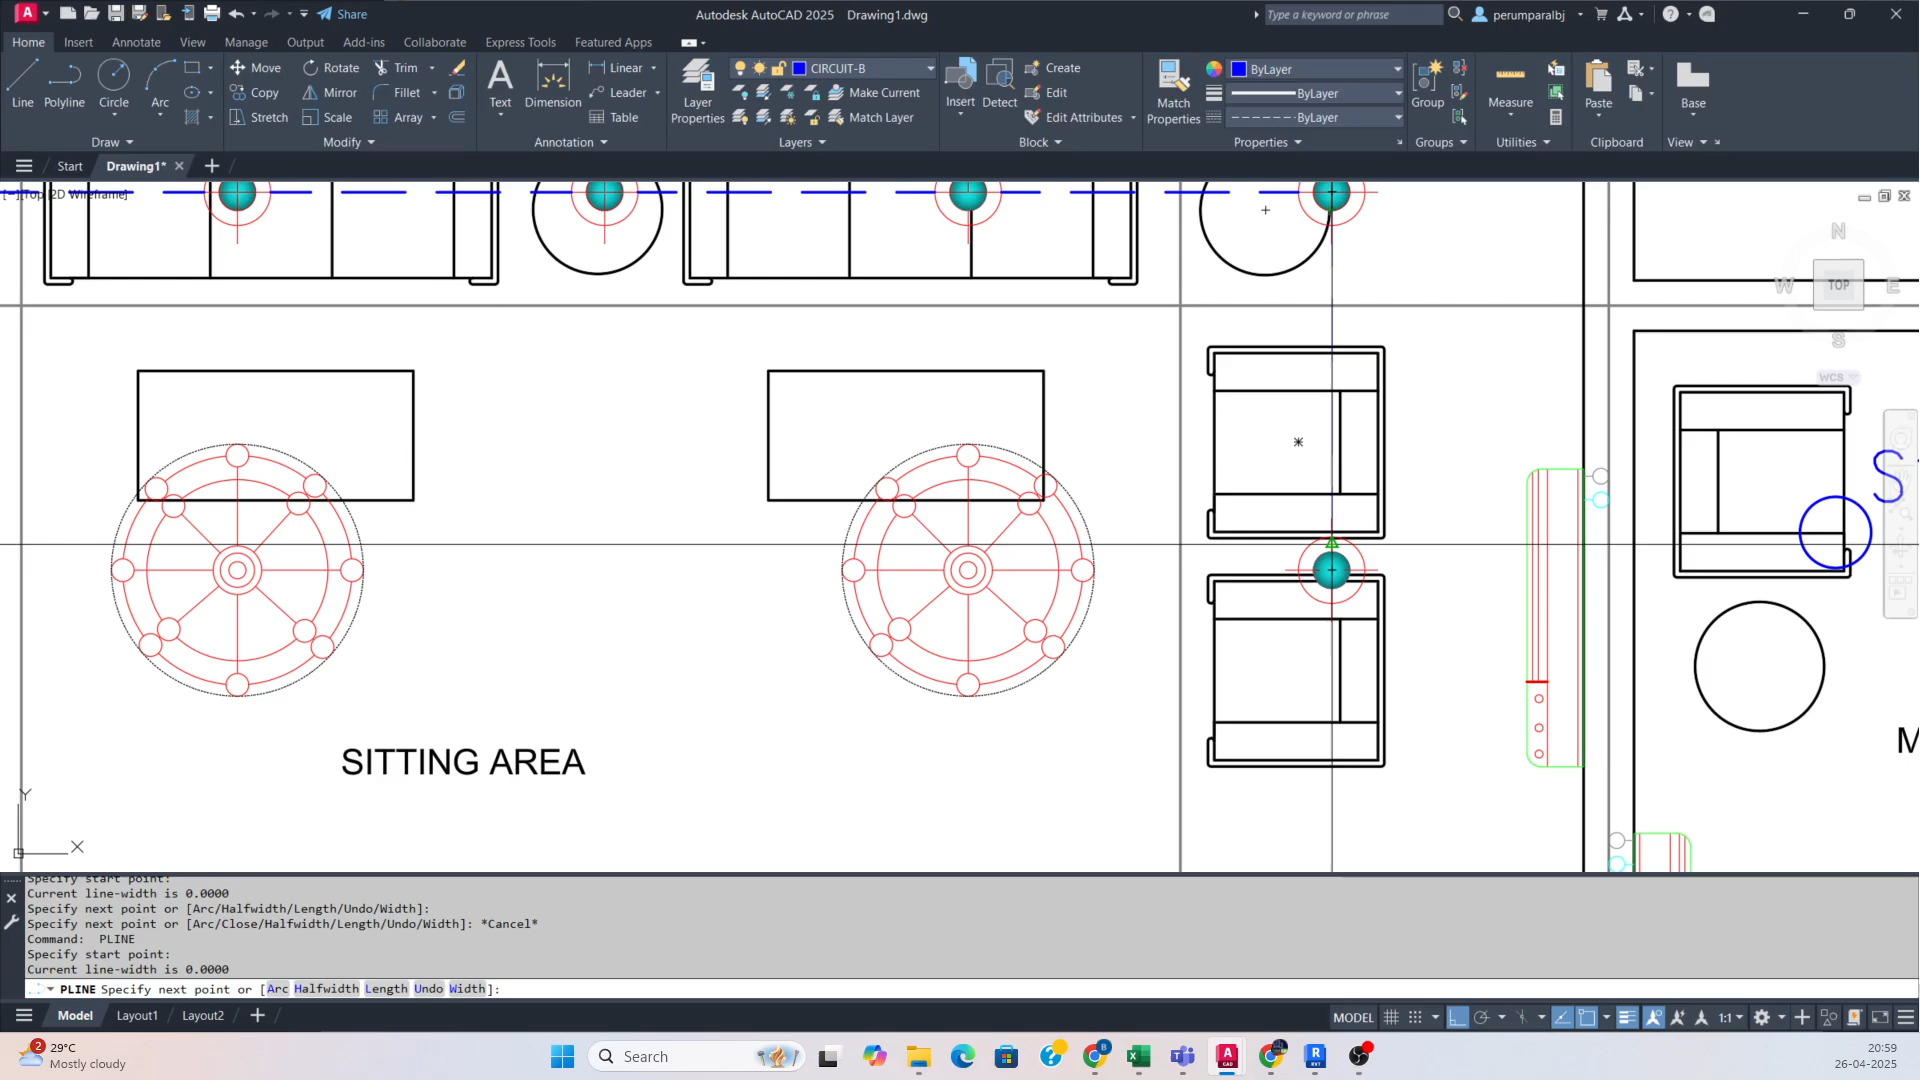 Share
Autodesk AutoCAD 2025 Drawing1.dwg
Type a keyword or phrase
perumparalbj
Home Insert Annotate View Manage Output Add-ins Collaborate Express Tools Featured Apps
Line Polyline Circle Arc
Move Rotate Trim
Copy Mirror Fillet
Stretch Scale Array
Text Dimension
Linear
Leader
Table
Layer Properties
CIRCUIT-B
Make Current
Match Layer
Insert Detect
Create
Edit
Edit Attributes
Match Properties
ByLayer
ByLayer
ByLayer
Group
Measure
Paste
Base
Draw Modify Annotation Layers Block Properties Groups Utilities Clipboard View
Start Drawing1*
[−][Top [2D Wireframe]
N
W TOP E
S
WCS
S
SITTING AREA
M
Y
X
Specify start point:
Current line-width is 0.0000
Specify next point or [Arc/Halfwidth/Length/Undo/Width]:
Specify next point or [Arc/Close/Halfwidth/Length/Undo/Width]: *Cancel*
Command: PLINE
Specify start point:
Current line-width is 0.0000
PLINE Specify next point or [Arc Halfwidth Length Undo Width]:
Model Layout1 Layout2
MODEL 1:1
2 29°C
Mostly cloudy
Search
20:59
26-04-2025